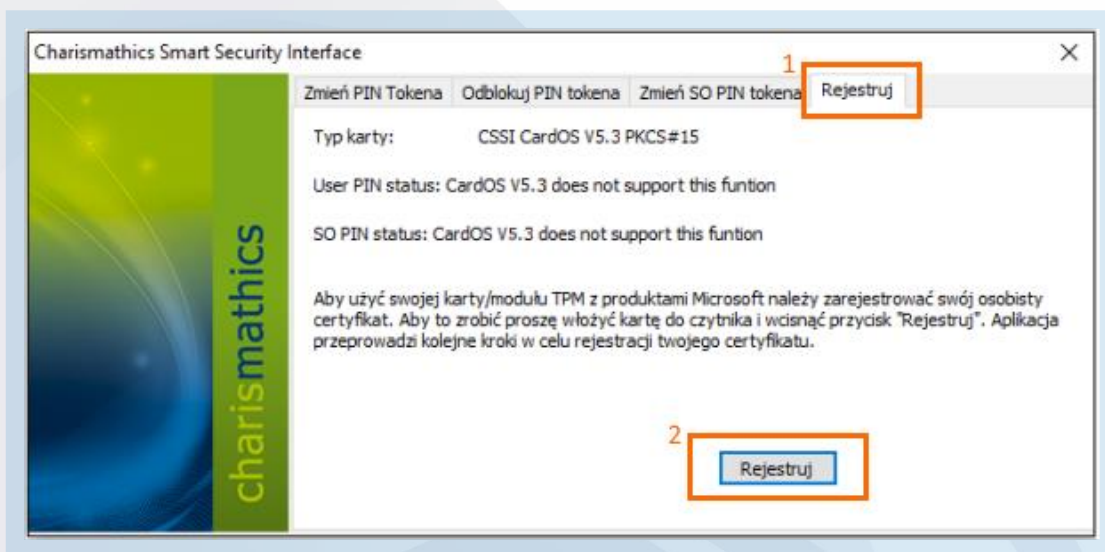 Charismathics Smart Security Interface
1
Zmień PIN Tokena Odblokuj PIN tokena Zmień SO PIN tokena Rejestruj
Typ karty: CSSI CardOS V5.3 PKCS#15
User PIN status: CardOS V5.3 does not support this funtion
SO PIN status: CardOS V5.3 does not support this funtion
Aby użyć swojej karty/modułu TPM z produktami Microsoft należy zarejestrować swój osobisty
certyfikat. Aby to zrobić proszę włożyć kartę do czytnika i wcisnąć przycisk "Rejestruj". Aplikacja
przeprowadzi kolejne kroki w celu rejestracji twojego certyfikatu.
2
Rejestruj
charismathics